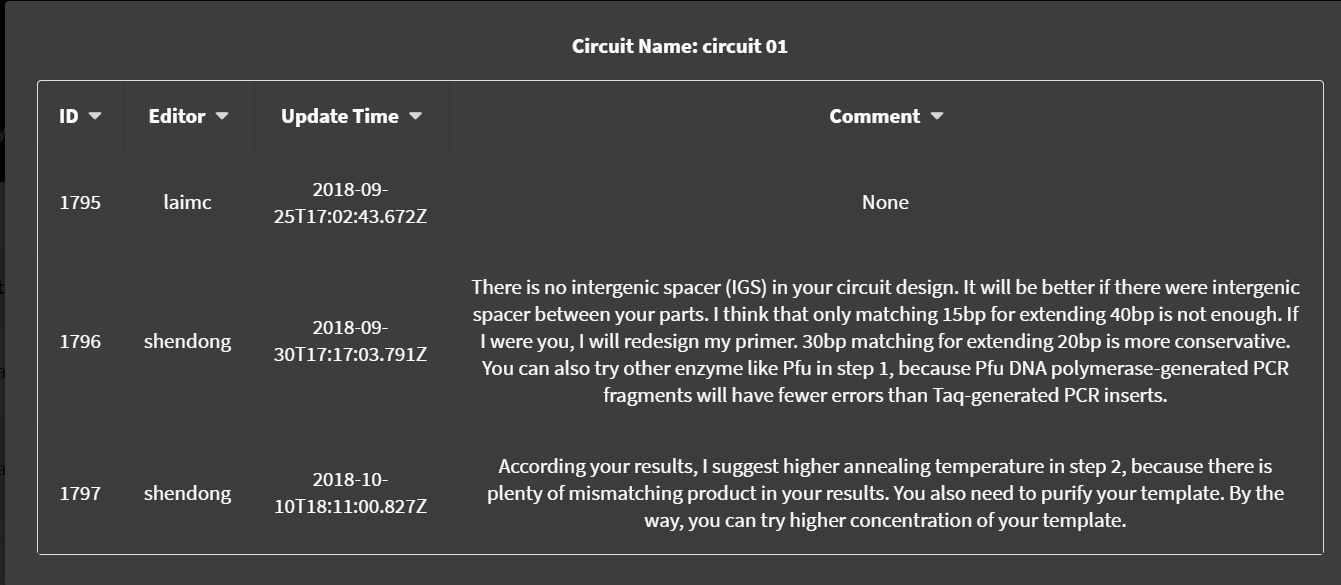 Circuit Name: circuit 01
ID Editor Update Time Comment
1795 laimc 2018-09-
25T17:02:43.672Z None
1796 shendong 2018-09-
30T17:17:03.791Z
There is no intergenic spacer (IGS) in your circuit design. It will be better if there were intergenic
spacer between your parts. I think that only matching 15bp for extending 40bp is not enough. If
I were you, I will redesign my primer. 30bp matching for extending 20bp is more conservative.
You can also try other enzyme like Pfu in step 1, because Pfu DNA polymerase-generated PCR
fragments will have fewer errors than Taq-generated PCR inserts.
1797 shendong 2018-10-
10T18:11:00.827Z
According your results, I suggest higher annealing temperature in step 2, because there is
plenty of mismatching product in your results. You also need to purify your template. By the
way, you can try higher concentration of your template.